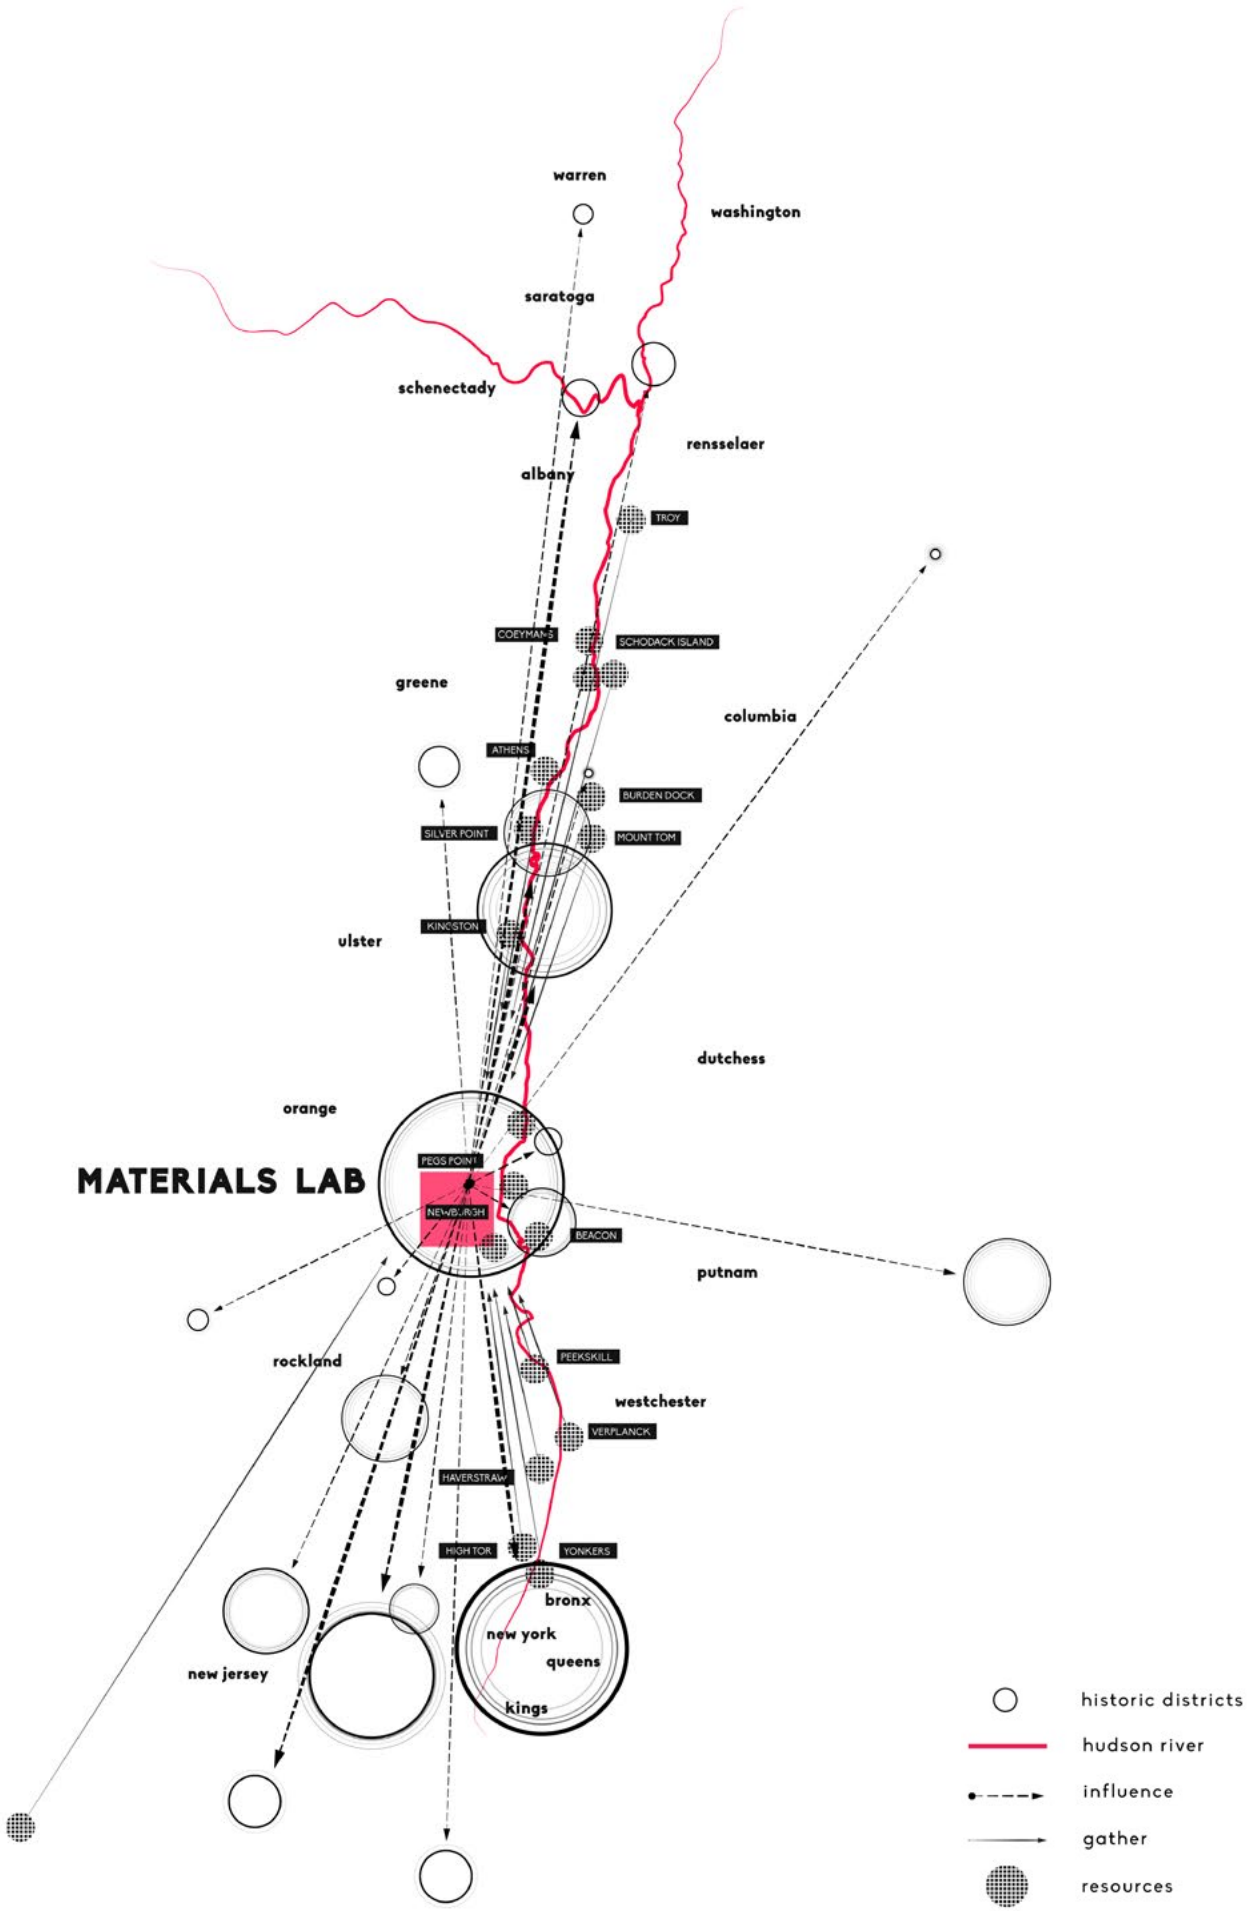 warren
washington
saratoga
schenectady
rensselaer
albany
TROY
COEYMANS
SCHODACK ISLAND
greene
columbia
ATHENS
BURDEN DOCK
SILVER POINT
MOUNT TOM
KINGSTON
ulster
dutchess
orange
PEGS POINT
MATERIALS LAB
NEWBURGH
BEACON
putnam
PEEKSKILL
rockland
westchester
VERPLANCK
HAVERSTRAW
HIGH TOR
YONKERS
bronx
new york
queens
new jersey
kings
historic districts
hudson river
influence
gather
resources